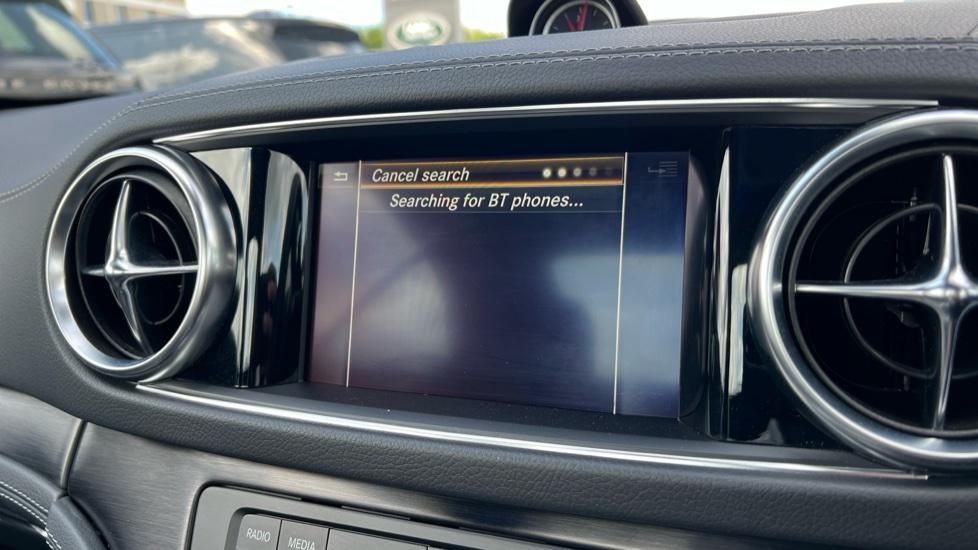 Cancel search
Searching for BT phones...
RADIO
MEDIA